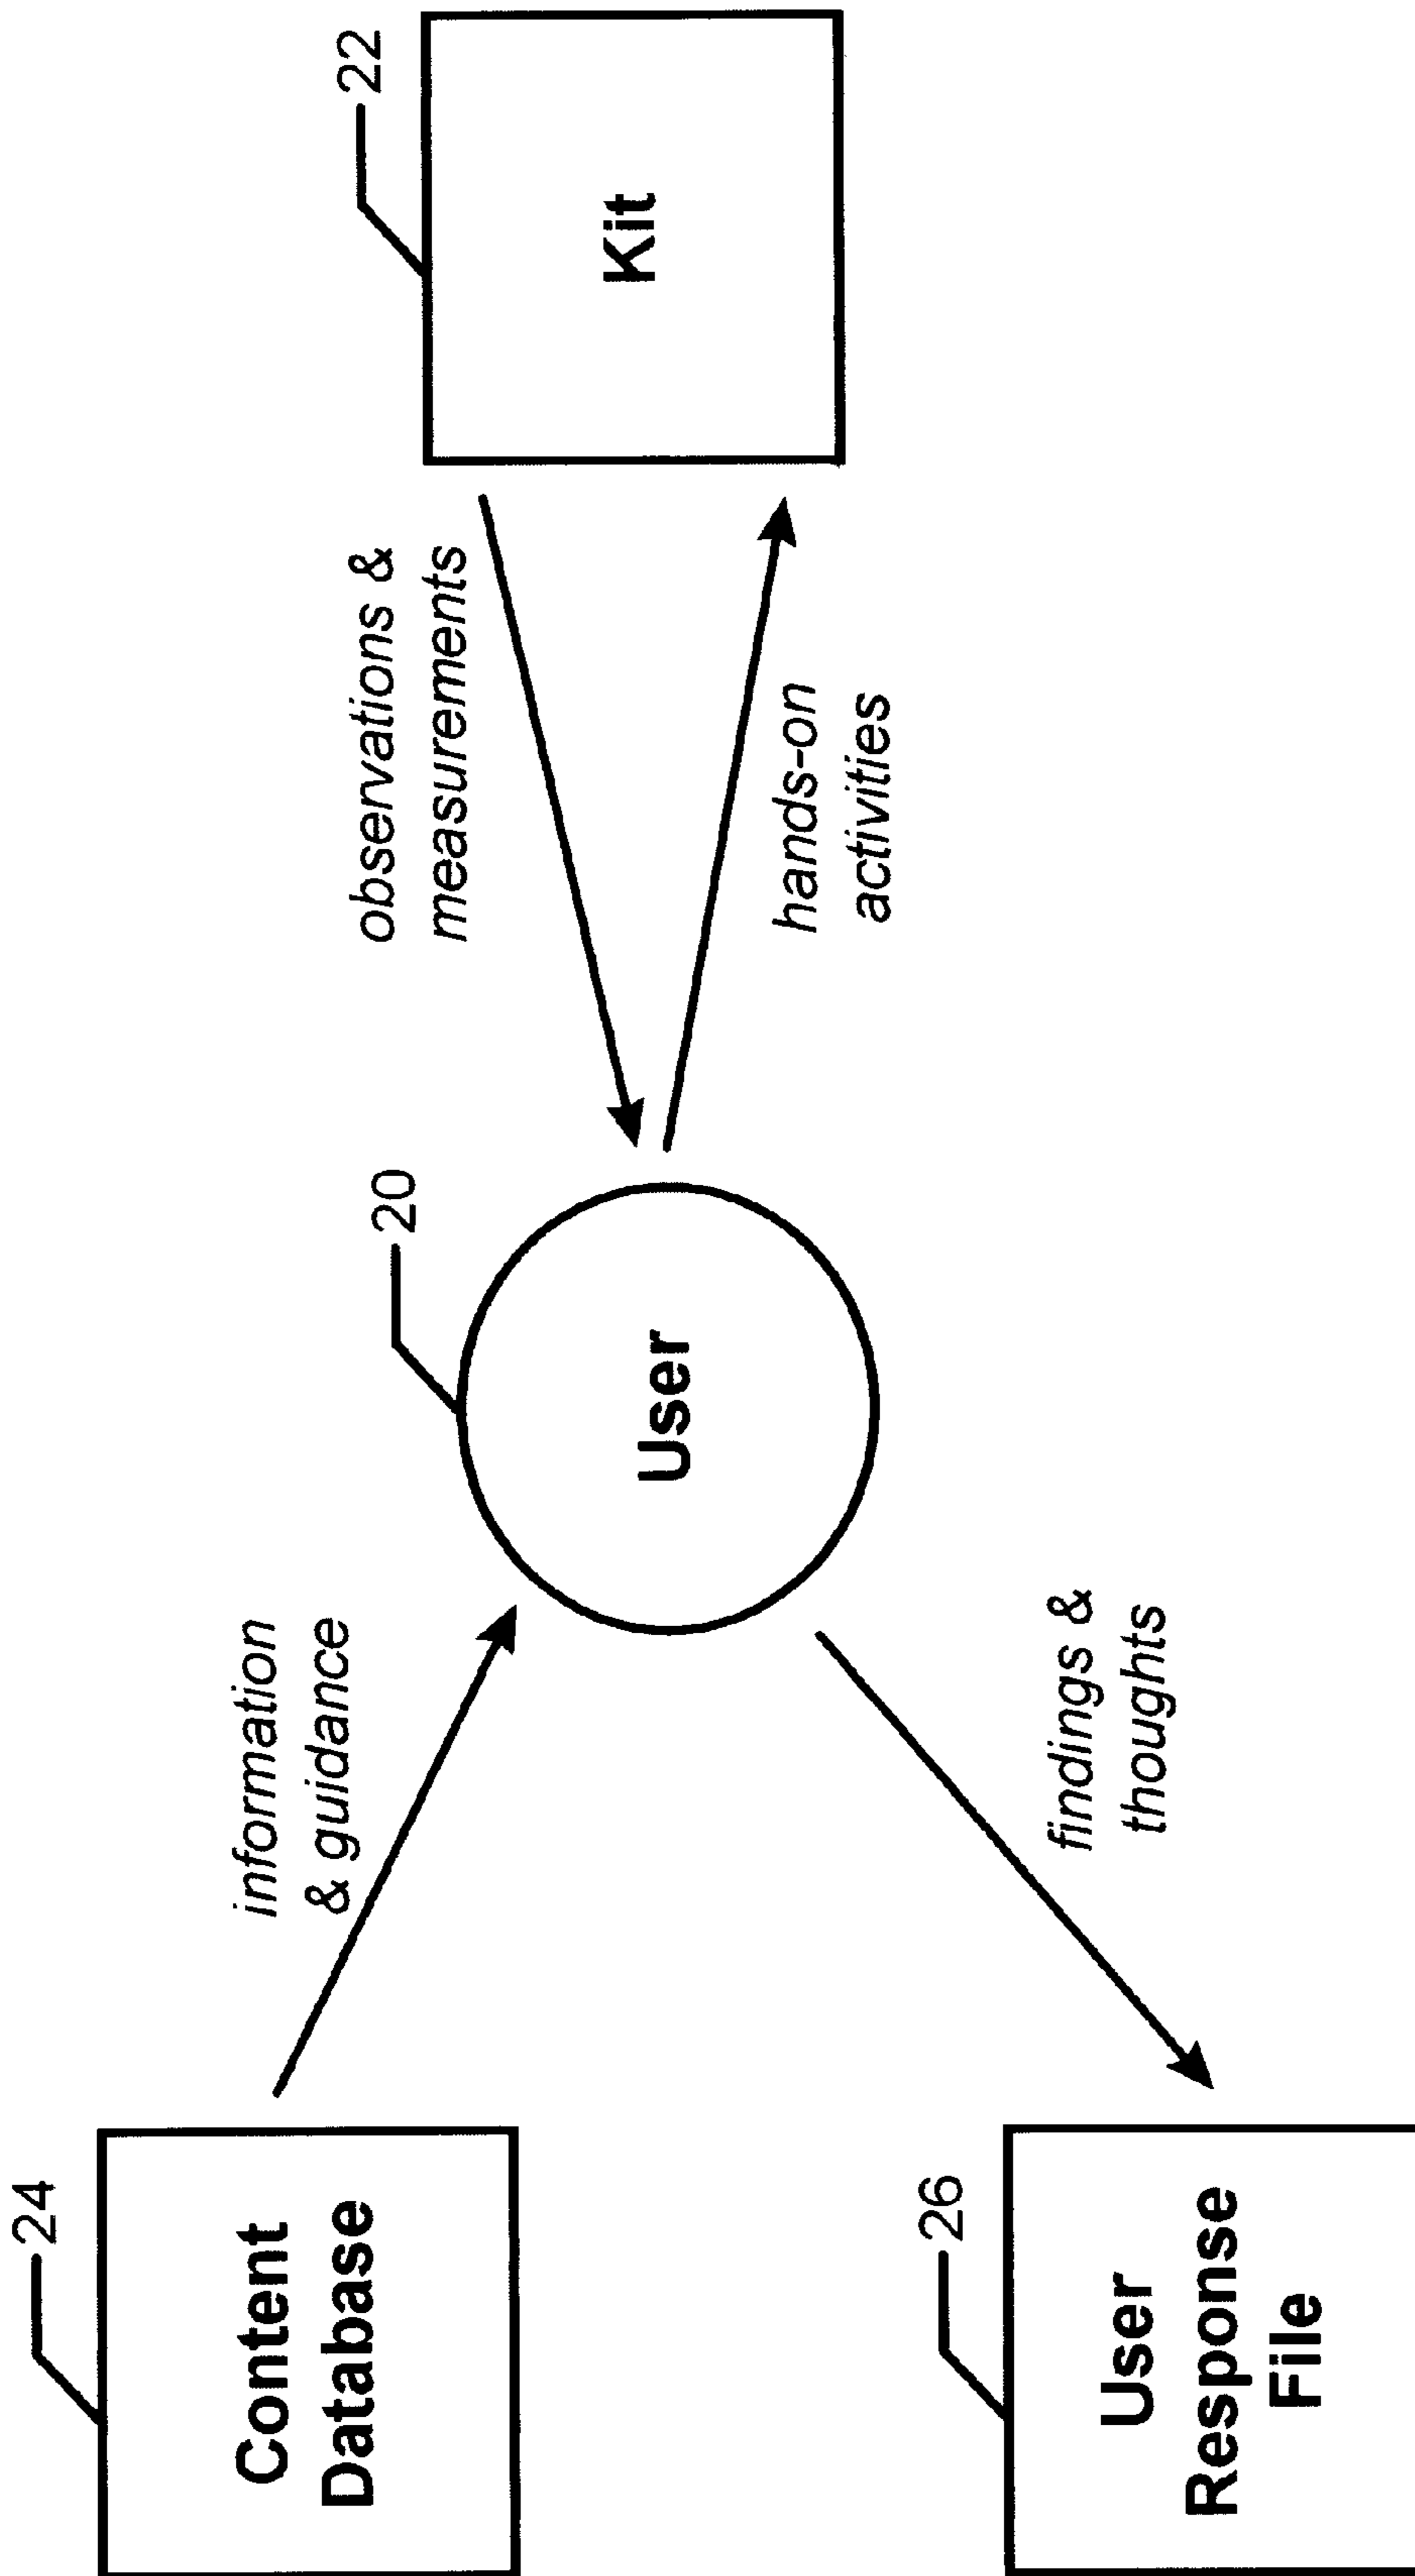 24
Content
Database
information
& guidance
20
User
observations &
measurements
22
Kit
hands-on
activities
findings &
thoughts
26
User
Response
File